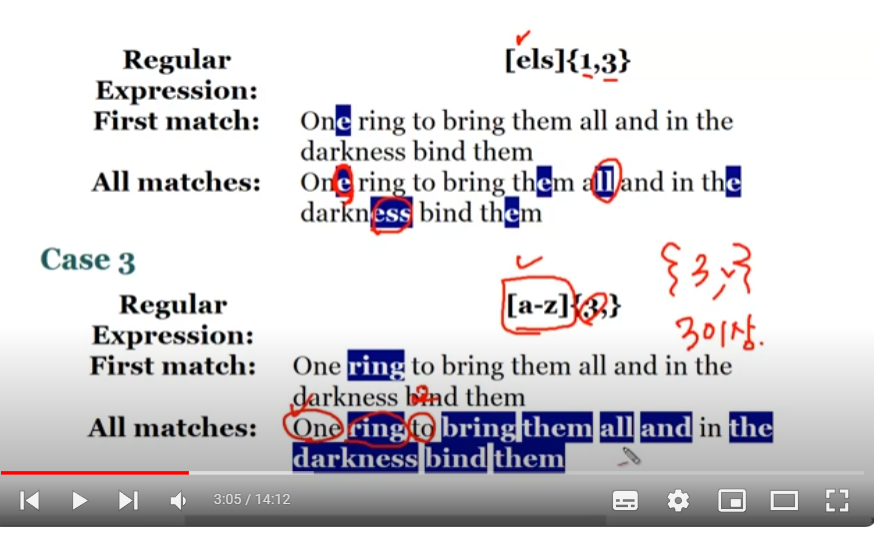 Regular [els]{1,3}
Expression:
First match: One ring to bring them all and in the
darkness bind them
All matches: One ring to bring them all and in the
darkness bind them
Case 3
{3,}
Regular [a-z]{3,}
Expression:
3이상.
First match: One ring to bring them all and in the
darkness bind them
All matches: One ring to bring them all and in the
darkness bind them
3:05 / 14:12